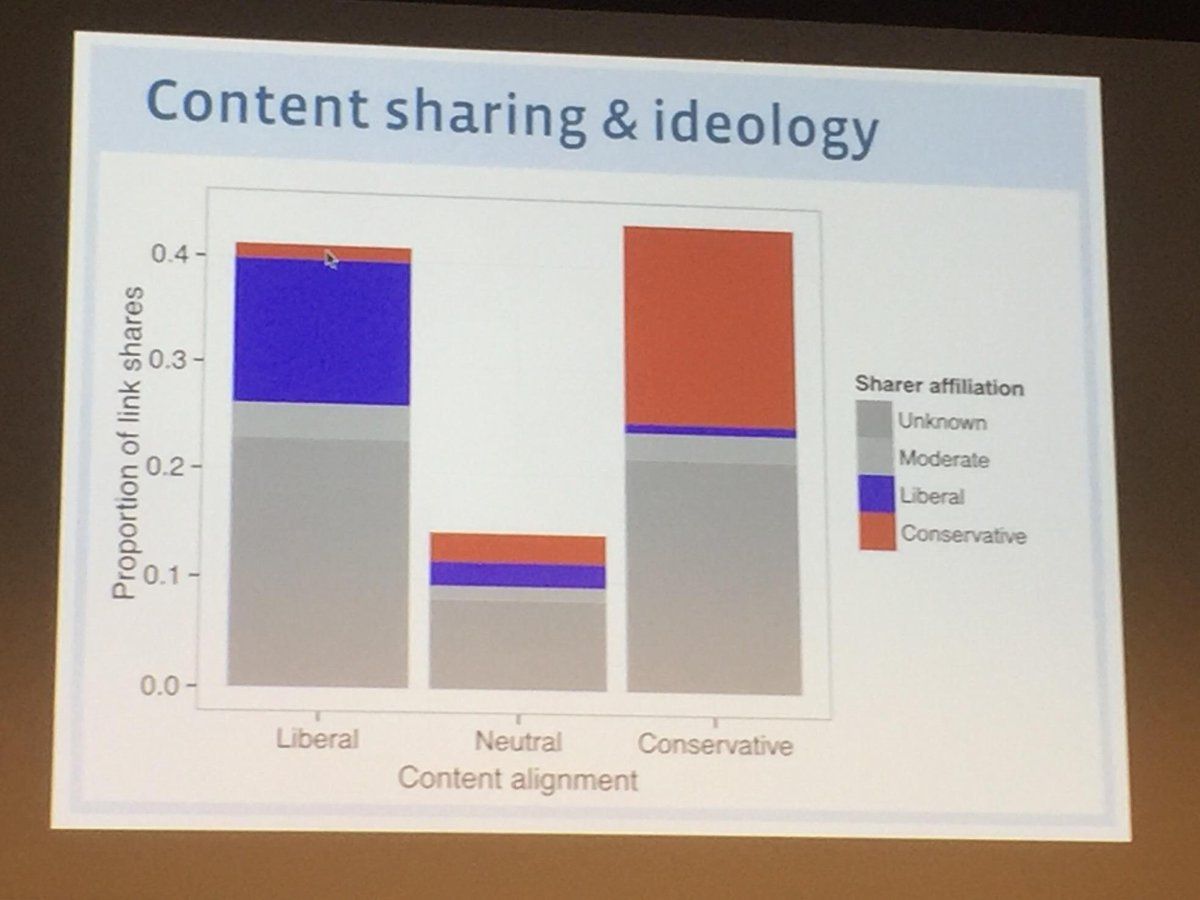 Content sharing & ideology
Proportion of link shares
0.4
0.3
0.2
0.1
0.0
Liberal
Neutral
Conservative
Content alignment
Sharer affiliation
Unknown
Moderate
Liberal
Conservative